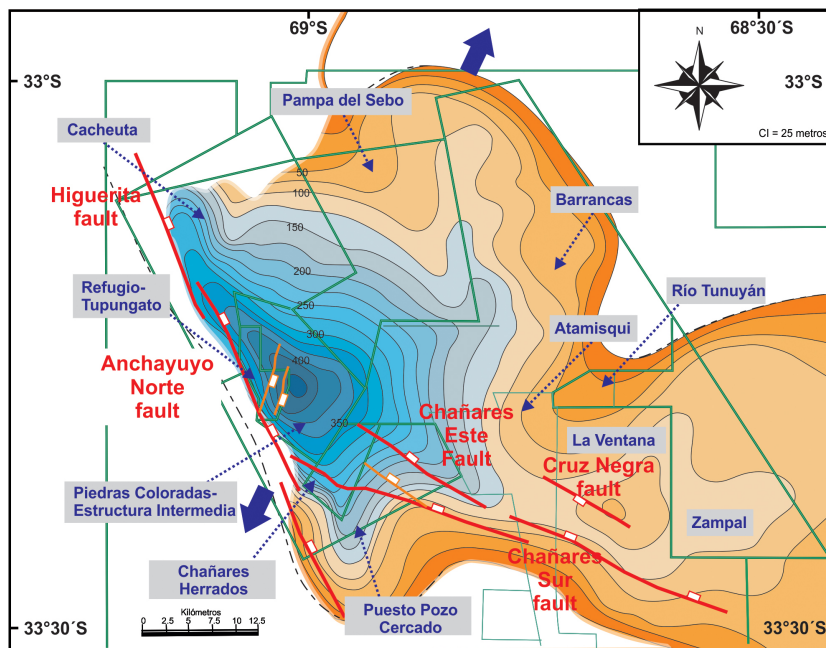 69°S
68°30´S
33°S
33°S
N
CI = 25 metros
Pampa del Sebo
Cacheuta
Higuerita
fault
Barrancas
50
100
150
200
250
300
400
350
Refugio-
Tupungato
Río Tunuyán
Atamisqui
Anchayuyo
Norte
fault
Chañares
Este
Fault
La Ventana
Cruz Negra
fault
Piedras Coloradas-
Estructura Intermedia
Zampal
Chañares
Sur
fault
Chañares
Herrados
Puesto Pozo
Cercado
Kilómetros
0 2.5 5 7.5 10 12.5
33°30´S
33°30´S